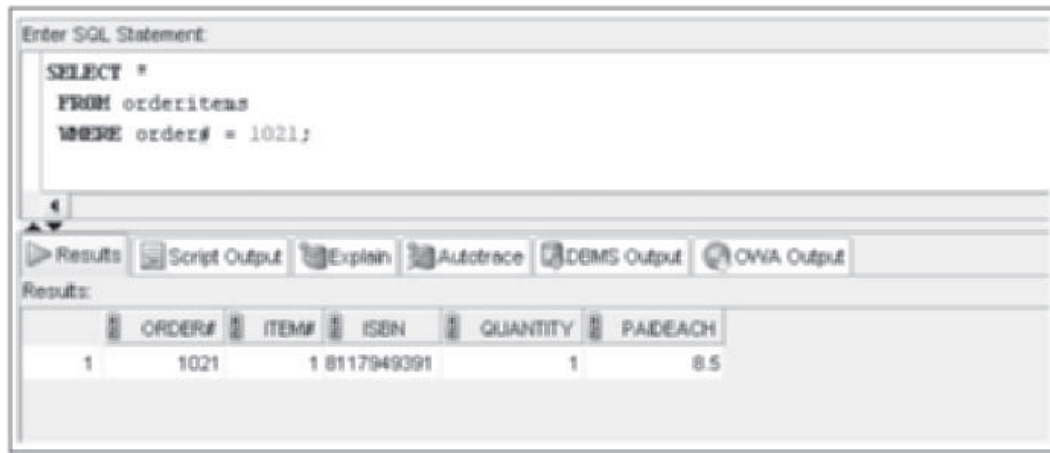 Enter SQL Statement:
SELECT *
FROM orderitems
WHERE order# = 1021;
Results Script Output Explain Autotrace DBMS Output OWA Output
Results:
ORDER# ITEM# ISBN QUANTITY PAIDEACH
1 1021 1 8117949391 1 8.5